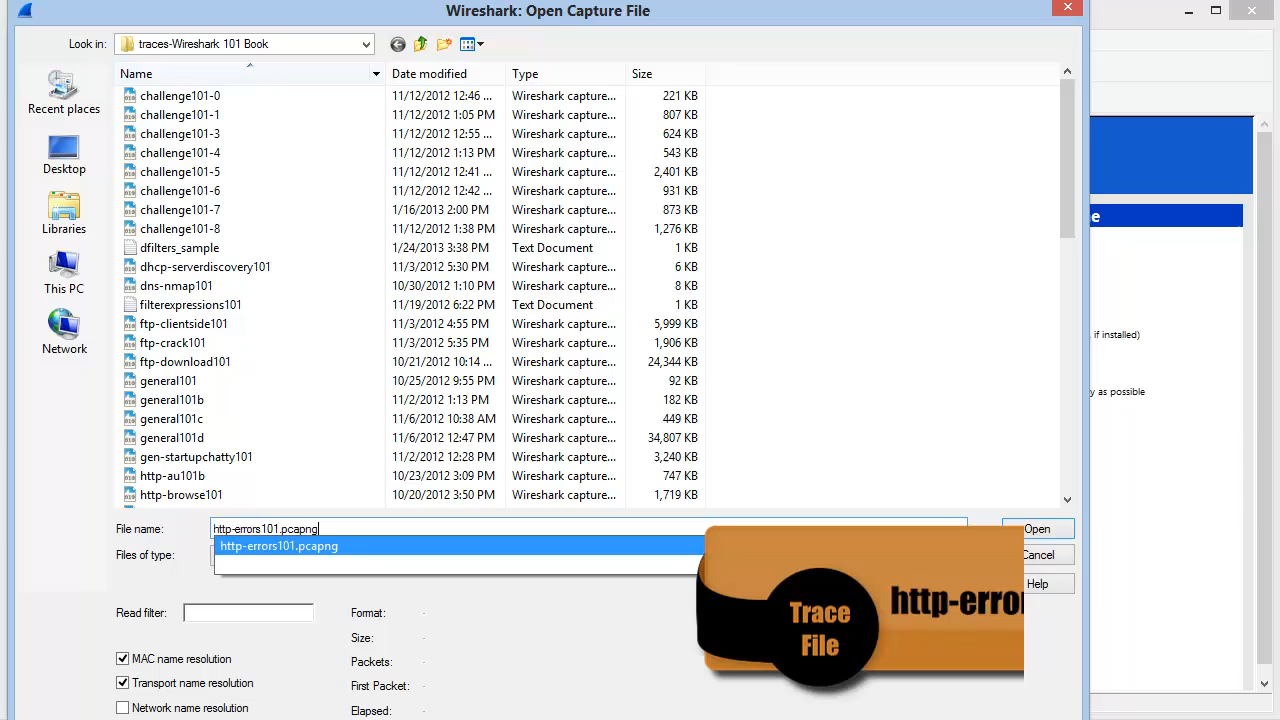 Wireshark: Open Capture File
Look in: traces-Wireshark 101 Book
Name Date modified Type Size
challenge101-0 11/12/2012 12:46 ... Wireshark capture... 221 KB
challenge101-1 11/12/2012 1:05 PM Wireshark capture... 807 KB
challenge101-3 11/12/2012 12:55 ... Wireshark capture... 624 KB
challenge101-4 11/12/2012 1:13 PM Wireshark capture... 543 KB
challenge101-5 11/12/2012 12:41 ... Wireshark capture... 2,401 KB
challenge101-6 11/12/2012 12:42 ... Wireshark capture... 931 KB
challenge101-7 1/16/2013 2:00 PM Wireshark capture... 873 KB
challenge101-8 11/12/2012 1:38 PM Wireshark capture... 1,276 KB
dfilters_sample 1/24/2013 3:38 PM Text Document 1 KB
dhcp-serverdiscovery101 11/3/2012 5:30 PM Wireshark capture... 6 KB
dns-nmap101 10/30/2012 1:10 PM Wireshark capture... 8 KB
filterexpressions101 11/19/2012 6:22 PM Text Document 1 KB
ftp-clientside101 11/3/2012 4:55 PM Wireshark capture... 5,999 KB
ftp-crack101 11/3/2012 5:35 PM Wireshark capture... 1,906 KB
ftp-download101 10/21/2012 10:14 ... Wireshark capture... 24,344 KB
general101 10/25/2012 9:55 PM Wireshark capture... 92 KB
general101b 11/2/2012 1:13 PM Wireshark capture... 182 KB
general101c 11/6/2012 10:38 AM Wireshark capture... 449 KB
general101d 11/6/2012 12:47 PM Wireshark capture... 34,807 KB
gen-startupchatty101 11/2/2012 12:28 PM Wireshark capture... 3,240 KB
http-au101b 10/23/2012 3:09 PM Wireshark capture... 747 KB
http-browse101 10/20/2012 3:50 PM Wireshark capture... 1,719 KB
Recent places
Desktop
Libraries
This PC
Network
e
if installed)
y as possible
File name: http-errors101.pcapng Open
http-errors101.pcapng
Files of type: Cancel
Help
Read filter: Format: -
Size: -
MAC name resolution Packets: -
Transport name resolution First Packet: -
Network name resolution Elapsed: -
Trace
File
http-error